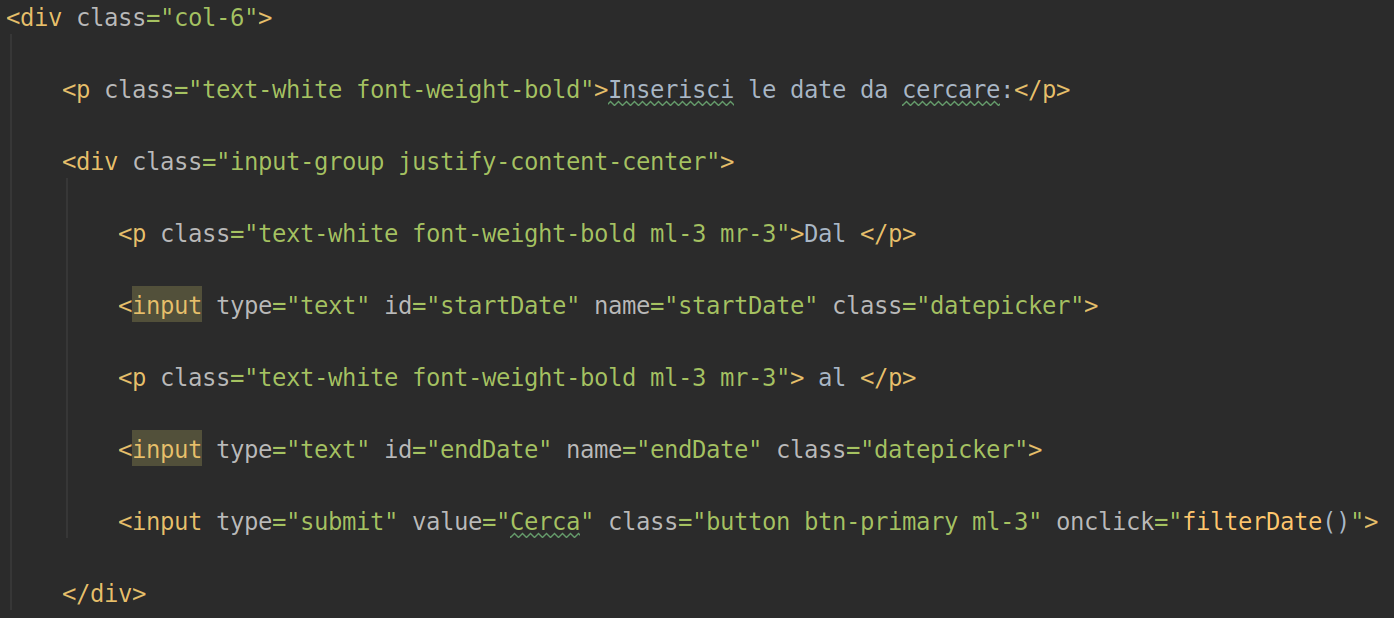 <div class="col-6">
<p class="text-white font-weight-bold">Inserisci le date da cercare:</p>
<div class="input-group justify-content-center">
<p class="text-white font-weight-bold ml-3 mr-3">Dal </p>
<input type="text" id="startDate" name="startDate" class="datepicker">
<p class="text-white font-weight-bold ml-3 mr-3"> al </p>
<input type="text" id="endDate" name="endDate" class="datepicker">
<input type="submit" value="Cerca" class="button btn-primary ml-3" onclick="filterDate()">
</div>